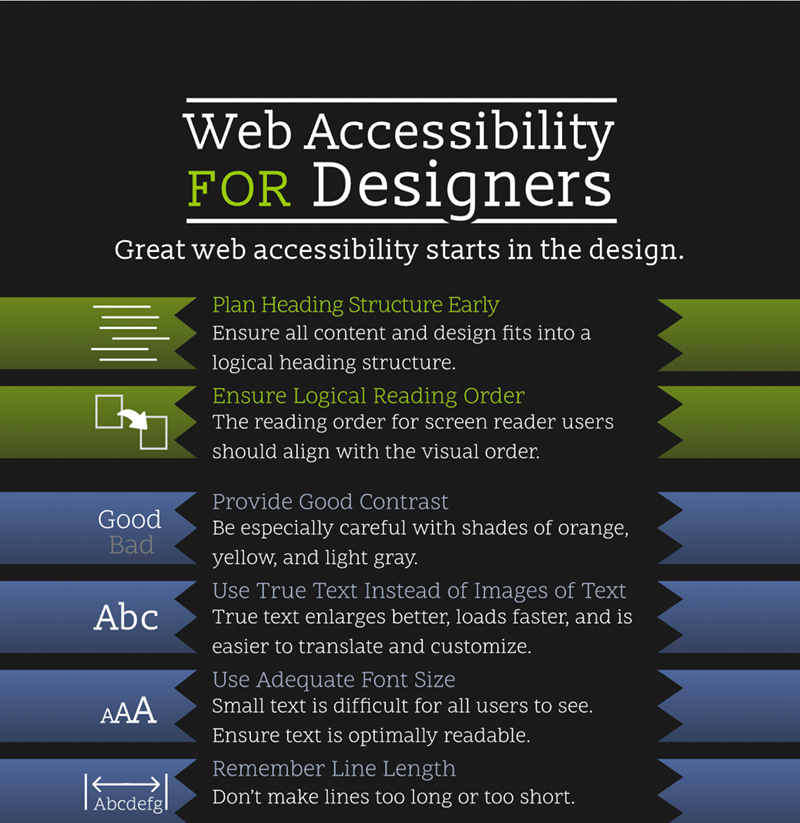 Web Accessibility
FOR Designers
Great web accessibility starts in the design.
Plan Heading Structure Early
Ensure all content and design fits into a
logical heading structure.
Ensure Logical Reading Order
The reading order for screen reader users
should align with the visual order.
Good
Bad
Provide Good Contrast
Be especially careful with shades of orange,
yellow, and light gray.
Abc
Use True Text Instead of Images of Text
True text enlarges better, loads faster, and is
easier to translate and customize.
AAA
Use Adequate Font Size
Small text is difficult for all users to see.
Ensure text is optimally readable.
Abcdefg
Remember Line Length
Don’t make lines too long or too short.